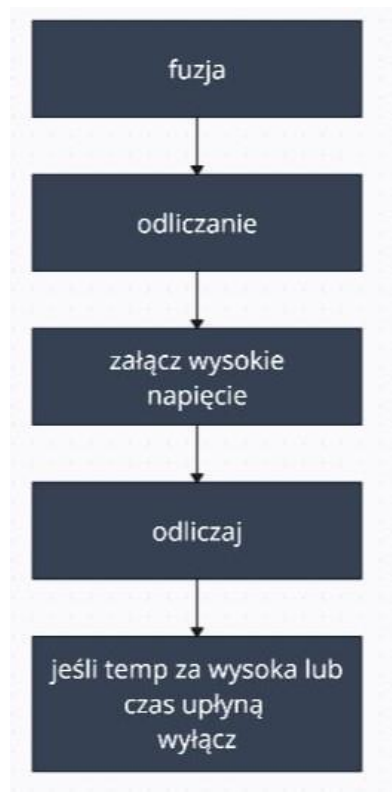 fuzja
odliczanie
załącz wysokie
napięcie
odliczaj
jeśli temp za wysoka lub
czas upłyną
wyłącz